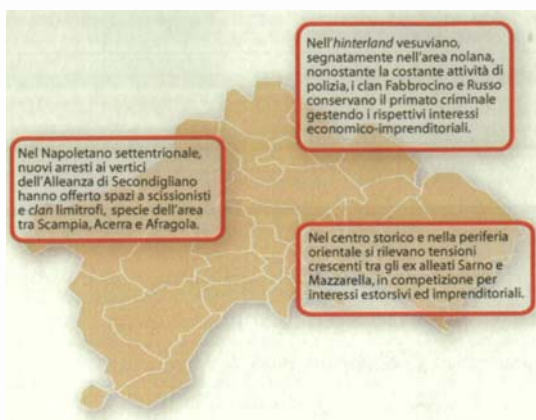 Nell'hinterland vesuviano,
segnatamente nell'area nolana,
nonostante la costante attività di
polizia, i clan Fabbrocino e Russo
conservano il primato criminale
gestendo i rispettivi interessi
economico-imprenditoriali.
Nel Napoletano settentrionale,
nuovi arresti ai vertici
dell'Alleanza di Secondigliano
hanno offerto spazi a scissionisti
e clan limitrofi, specie dell'area
tra Scampia, Acerra e Afragola.
Nel centro storico e nella periferia
orientale si rilevano tensioni
crescenti tra gli ex alleati Sarno e
Mazzarella, in competizione per
interessi estorsivi ed imprenditoriali.